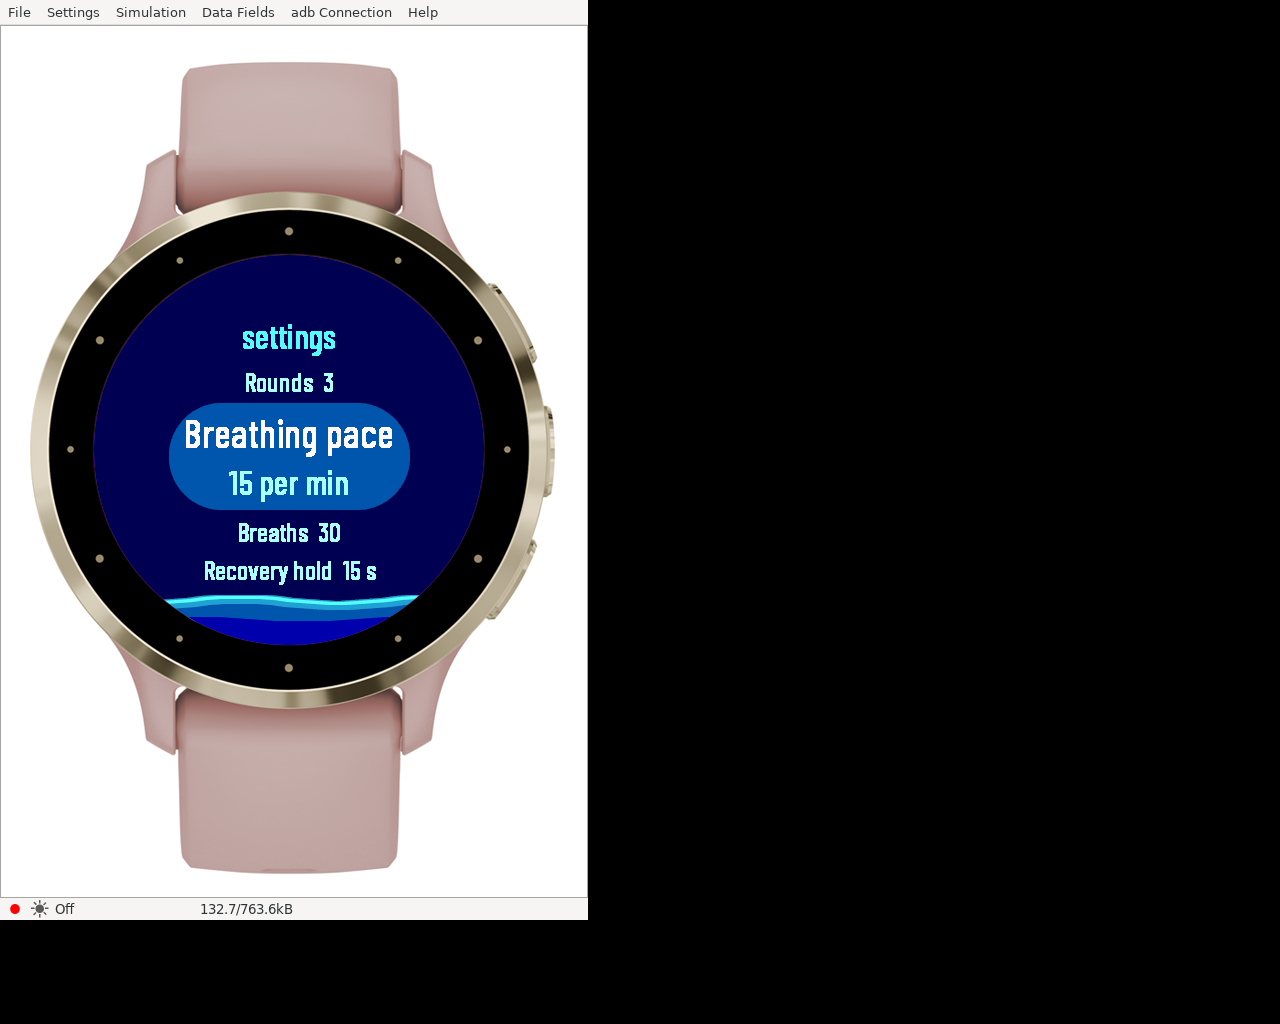 File Settings Simulation Data Fields adb Connection Help
settings
Rounds 3
Breathing pace
15 per min
Breaths 30
Recovery hold 15 s
Off 132.7/763.6kB